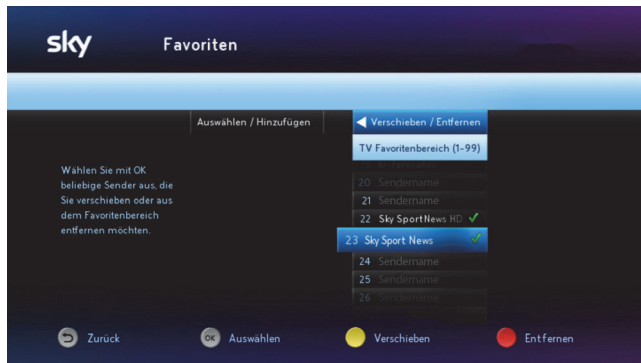 sky
Favoriten
Auswählen / Hinzufügen
Verschieben / Entfernen
TV Favoritenbereich (1-99)
Wählen Sie mit OK
beliebige Sender aus, die
Sie verschieben oder aus
dem Favoritenbereich
entfernen möchten.
20 Sendername
21 Sendername
22 Sky SportNews HD
23 Sky Sport News
24 Sendername
25 Sendername
26 Sendername
Zurück
OK Auswählen
Verschieben
Entfernen